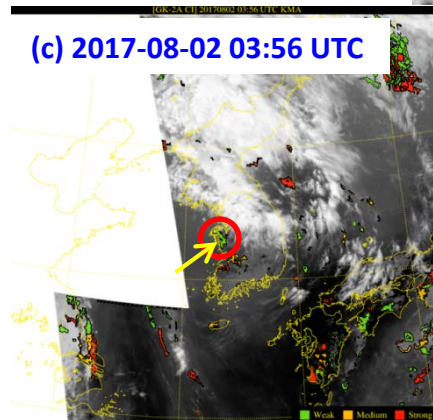 [GK-2A CI] 20170802 03:56 UTC KMA
(c) 2017-08-02 03:56 UTC
Weak Medium Strong